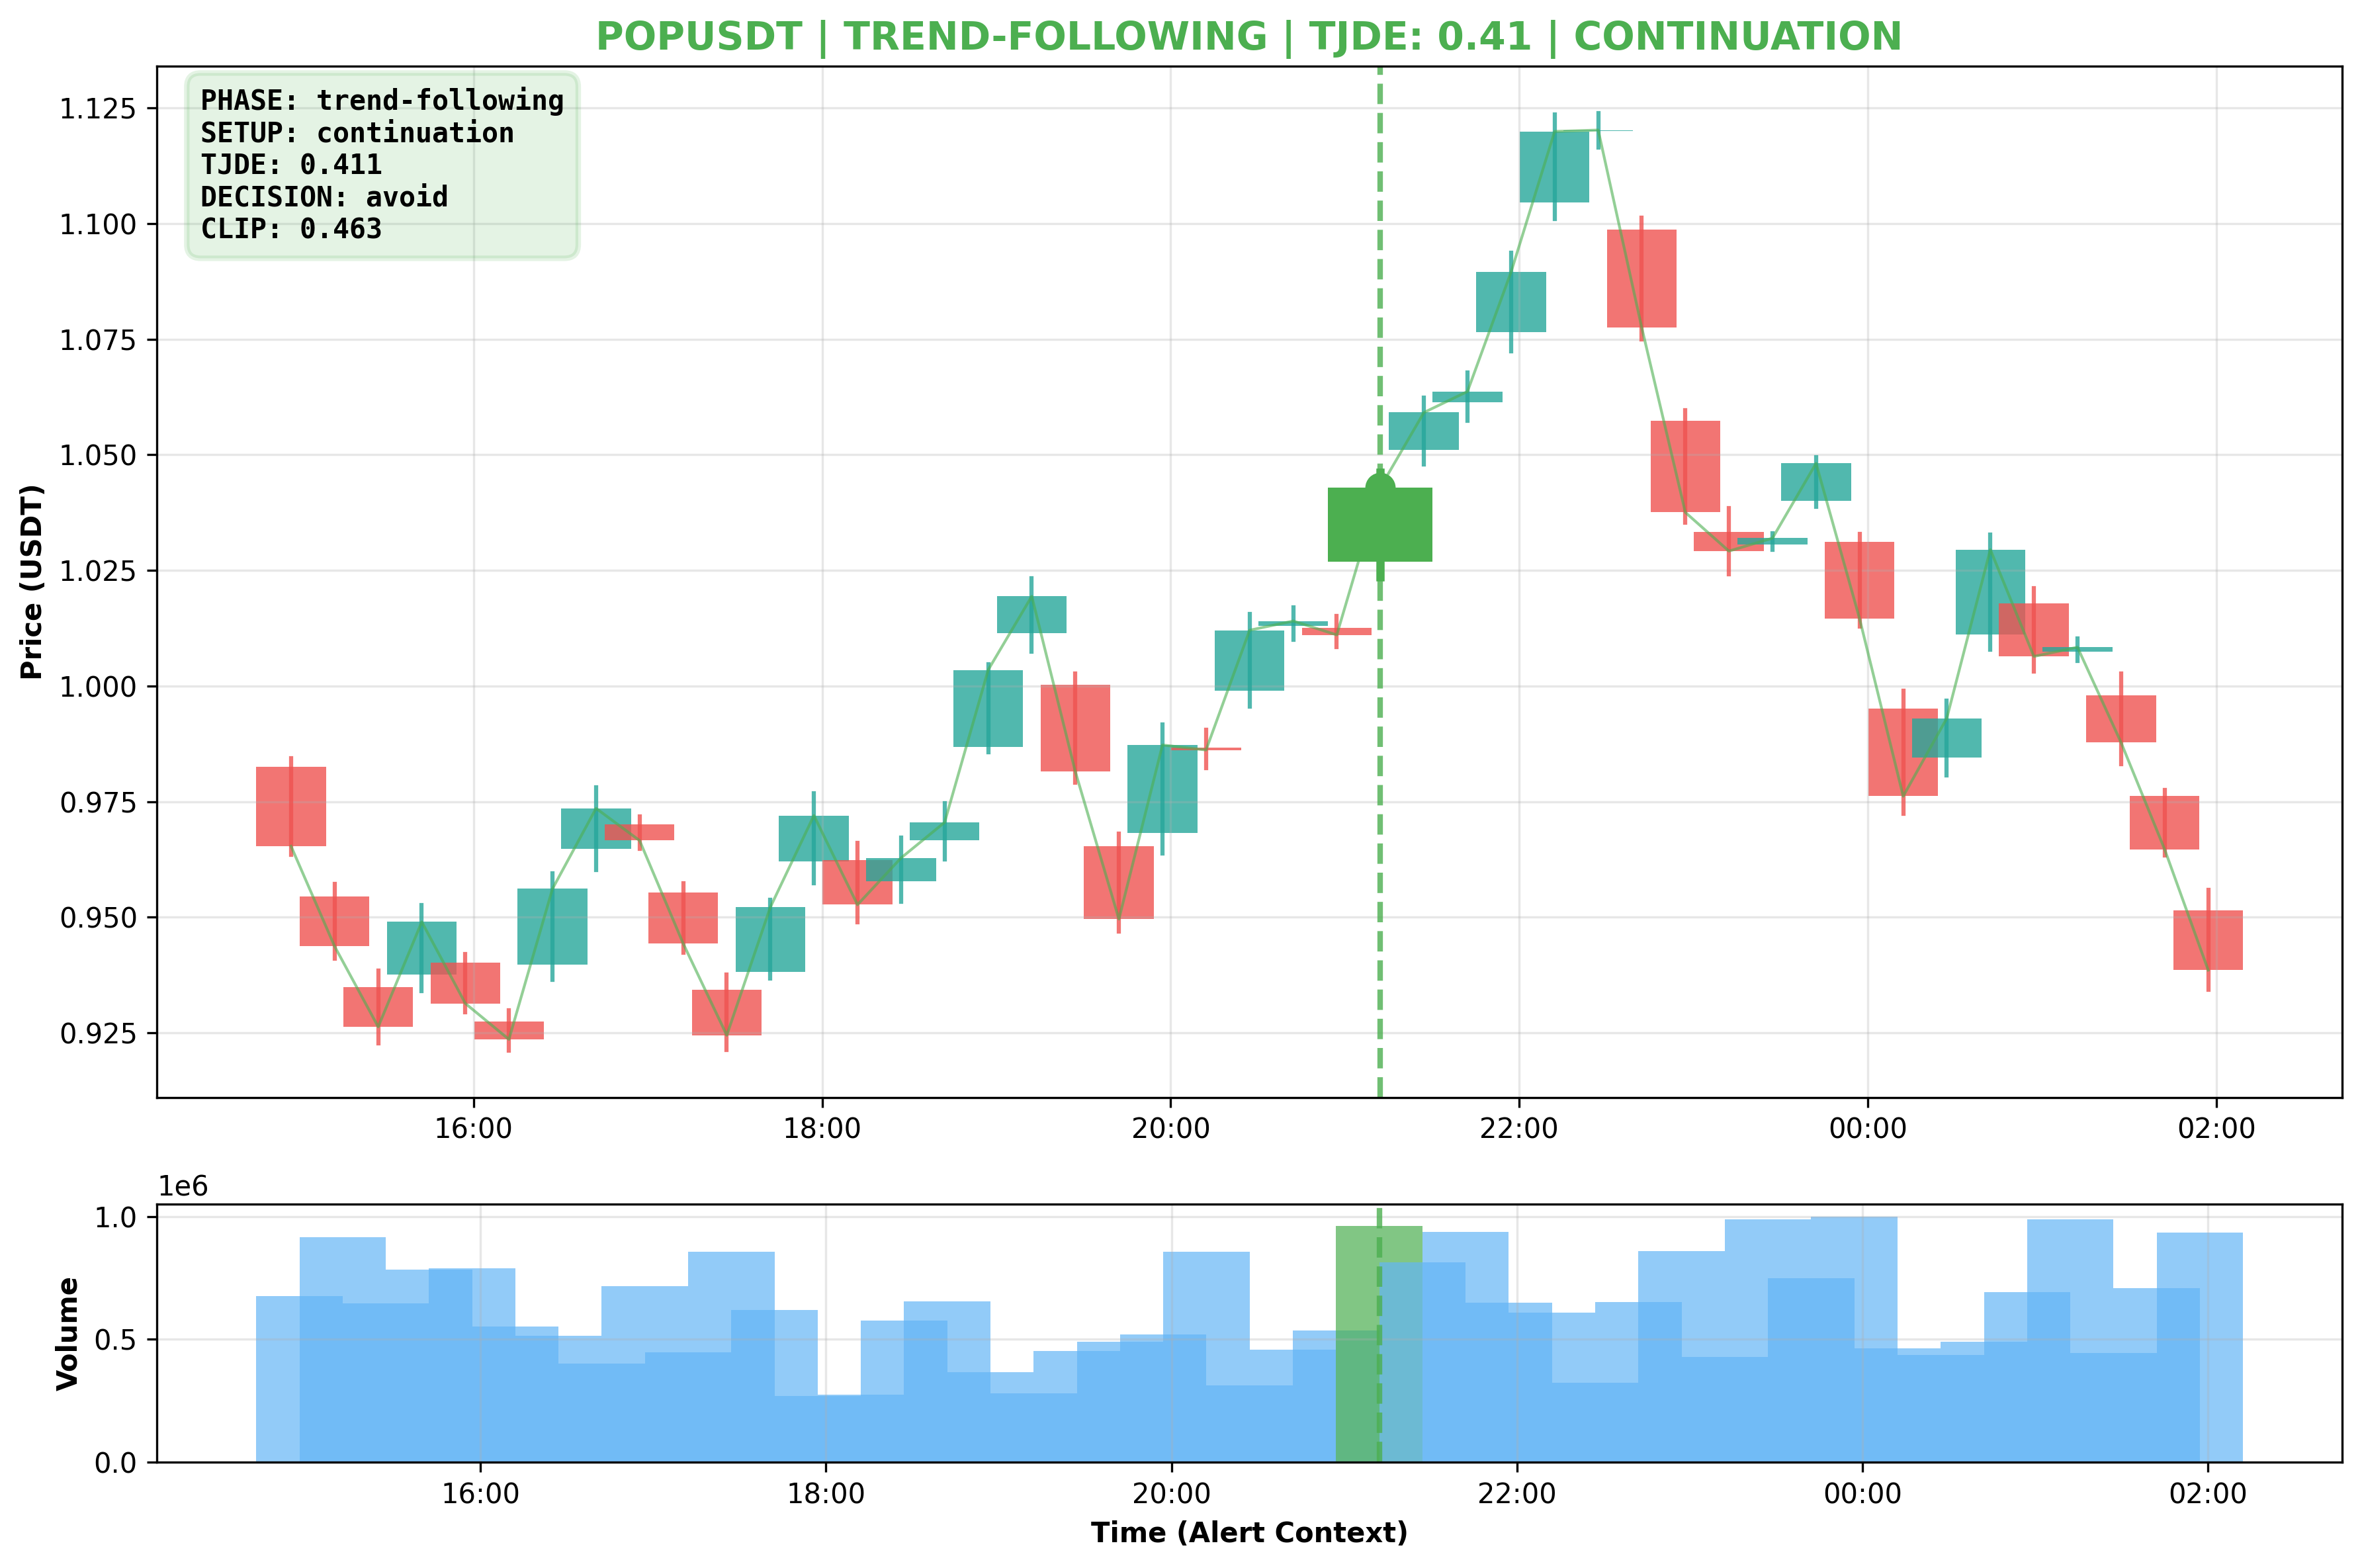 POPUSDT | TREND-FOLLOWING | TJDE: 0.41 | CONTINUATION
PHASE: trend-following
SETUP: continuation
TJDE: 0.411
DECISION: avoid
CLIP: 0.463
Price (USDT)
1.125
1.100
1.075
1.050
1.025
1.000
0.975
0.950
0.925
16:00 18:00 20:00 22:00 00:00 02:00
1e6
Volume
1.0
0.5
0.0
16:00 18:00 20:00 22:00 00:00 02:00
Time (Alert Context)